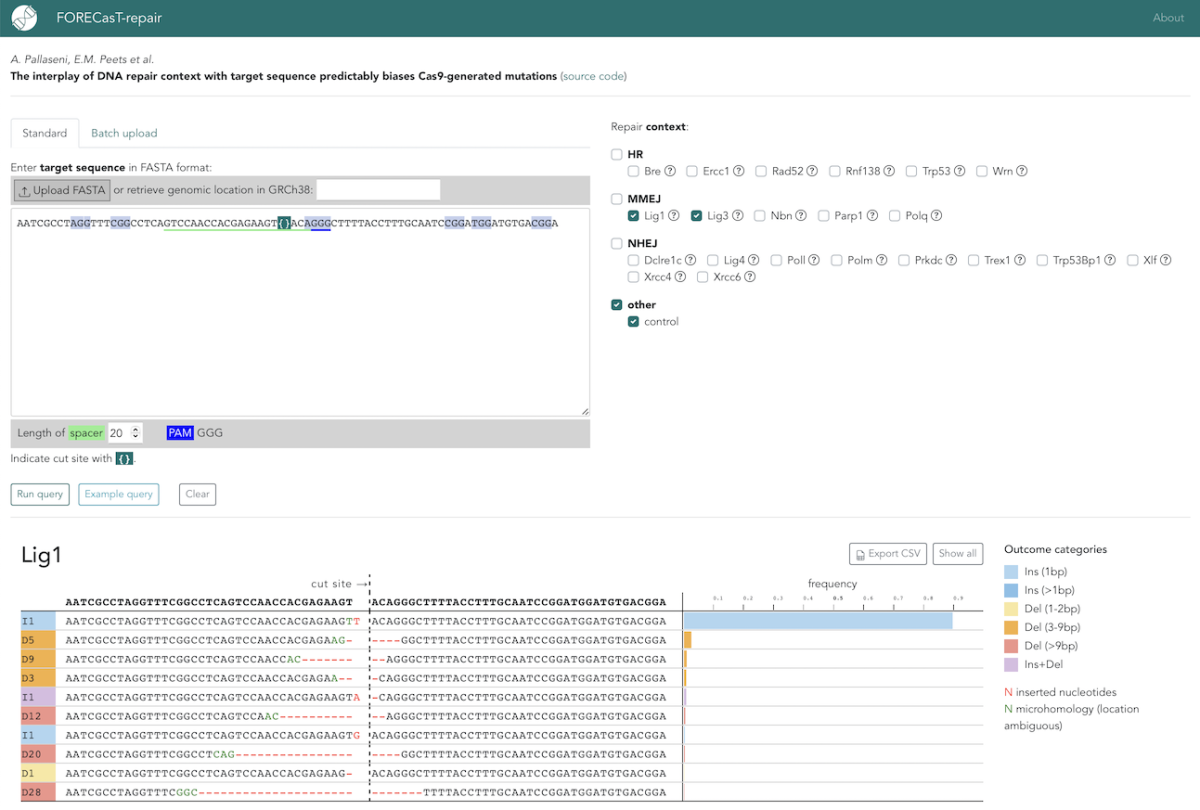 FORECasT-repair
About
A. Pallaseni, E.M. Peets et al.
The interplay of DNA repair context with target sequence predictably biases Cas9-generated mutations (source code)
Standard
Batch upload
Enter target sequence in FASTA format:
Upload FASTA or retrieve genomic location in GRCh38:
AATCGCCTAGGTTTCGGCCTCAGTCCAACCACGAGAAGT{}ACAGGGCTTTTACCTTTGCAATCCGGATGGATGTGACGGA
Length of spacer 20 PAM GGG
Indicate cut site with {}.
Run query
Example query
Clear
Repair context:
HR
Bre ? Ercc1 ? Rad52 ? Rnf138 ? Trp53 ? Wrn ?
MMEJ
Lig1 ? Lig3 ? Nbn ? Parp1 ? Polq ?
NHEJ
Dclre1c ? Lig4 ? Poll ? Polm ? Prkdc ? Trex1 ? Trp53Bp1 ? Xlf ?
Xrcc4 ? Xrcc6 ?
other
control
Lig1
Export CSV
Show all
cut site →
frequency
0.1 0.2 0.3 0.4 0.5 0.6 0.7 0.8 0.9
AATCGCCTAGGTTTCGGCCTCAGTCCAACCACGAGAAGT ACAGGGCTTTTACCTTTGCAATCCGGATGGATGTGACGGA
I1 AATCGCCTAGGTTTCGGCCTCAGTCCAACCACGAGAAGTT ACAGGGCTTTTACCTTTGCAATCCGGATGGATGTGACGGA
D5 AATCGCCTAGGTTTCGGCCTCAGTCCAACCACGAGAAG- ----GGCTTTTACCTTTGCAATCCGGATGGATGTGACGGA
D9 AATCGCCTAGGTTTCGGCCTCAGTCCAACCAC------- --AGGGCTTTTACCTTTGCAATCCGGATGGATGTGACGGA
D3 AATCGCCTAGGTTTCGGCCTCAGTCCAACCACGAGAA-- -CAGGGCTTTTACCTTTGCAATCCGGATGGATGTGACGGA
I1 AATCGCCTAGGTTTCGGCCTCAGTCCAACCACGAGAAGTA -CAGGGCTTTTACCTTTGCAATCCGGATGGATGTGACGGA
D12 AATCGCCTAGGTTTCGGCCTCAGTCCAAC---------- --AGGGCTTTTACCTTTGCAATCCGGATGGATGTGACGGA
I1 AATCGCCTAGGTTTCGGCCTCAGTCCAACCACGAGAAGTG ACAGGGCTTTTACCTTTGCAATCCGGATGGATGTGACGGA
D20 AATCGCCTAGGTTTCGGCCTCAG---------------- ----GGCTTTTACCTTTGCAATCCGGATGGATGTGACGGA
D1 AATCGCCTAGGTTTCGGCCTCAGTCCAACCACGAGAAG- ACAGGGCTTTTACCTTTGCAATCCGGATGGATGTGACGGA
D28 AATCGCCTAGGTTTCGGC--------------------- -------TTTTACCTTTGCAATCCGGATGGATGTGACGGA
Outcome categories
Ins (1bp)
Ins (>1bp)
Del (1-2bp)
Del (3-9bp)
Del (>9bp)
Ins+Del
N inserted nucleotides
N microhomology (location
ambiguous)